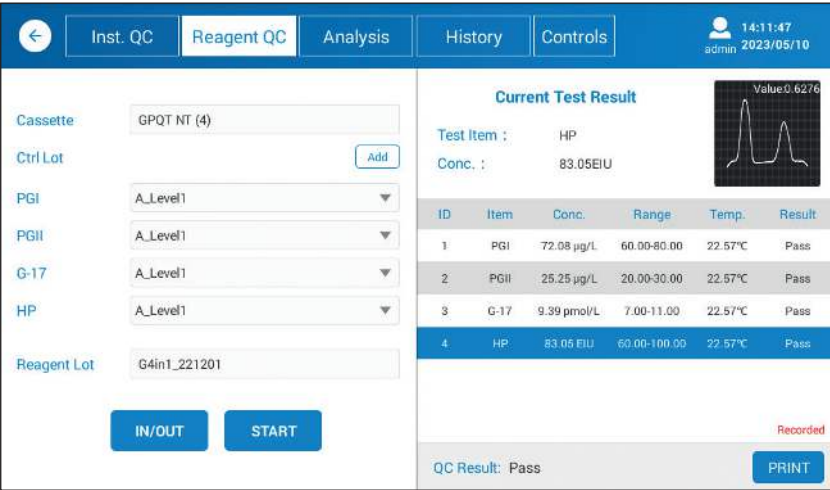 Inst. QC
Reagent QC
Analysis
History
Controls
admin
14:11:47
2023/05/10
Cassette
GPQT NT (4)
Ctrl Lot
Add
PGI
A_Level1
PGII
A_Level1
G-17
A_Level1
HP
A_Level1
Reagent Lot
G4in1_221201
IN/OUT
START
Current Test Result
Test Item :
HP
Conc. :
83.05EIU
Value:0.6276
ID Item Conc. Range Temp. Result
1 PGI 72.08 μg/L 60.00-80.00 22.57℃ Pass
2 PGII 25.25 μg/L 20.00-30.00 22.57℃ Pass
3 G-17 9.39 pmol/L 7.00-11.00 22.57℃ Pass
4 HP 83.05 EIU 60.00-100.00 22.57℃ Pass
Recorded
QC Result: Pass
PRINT